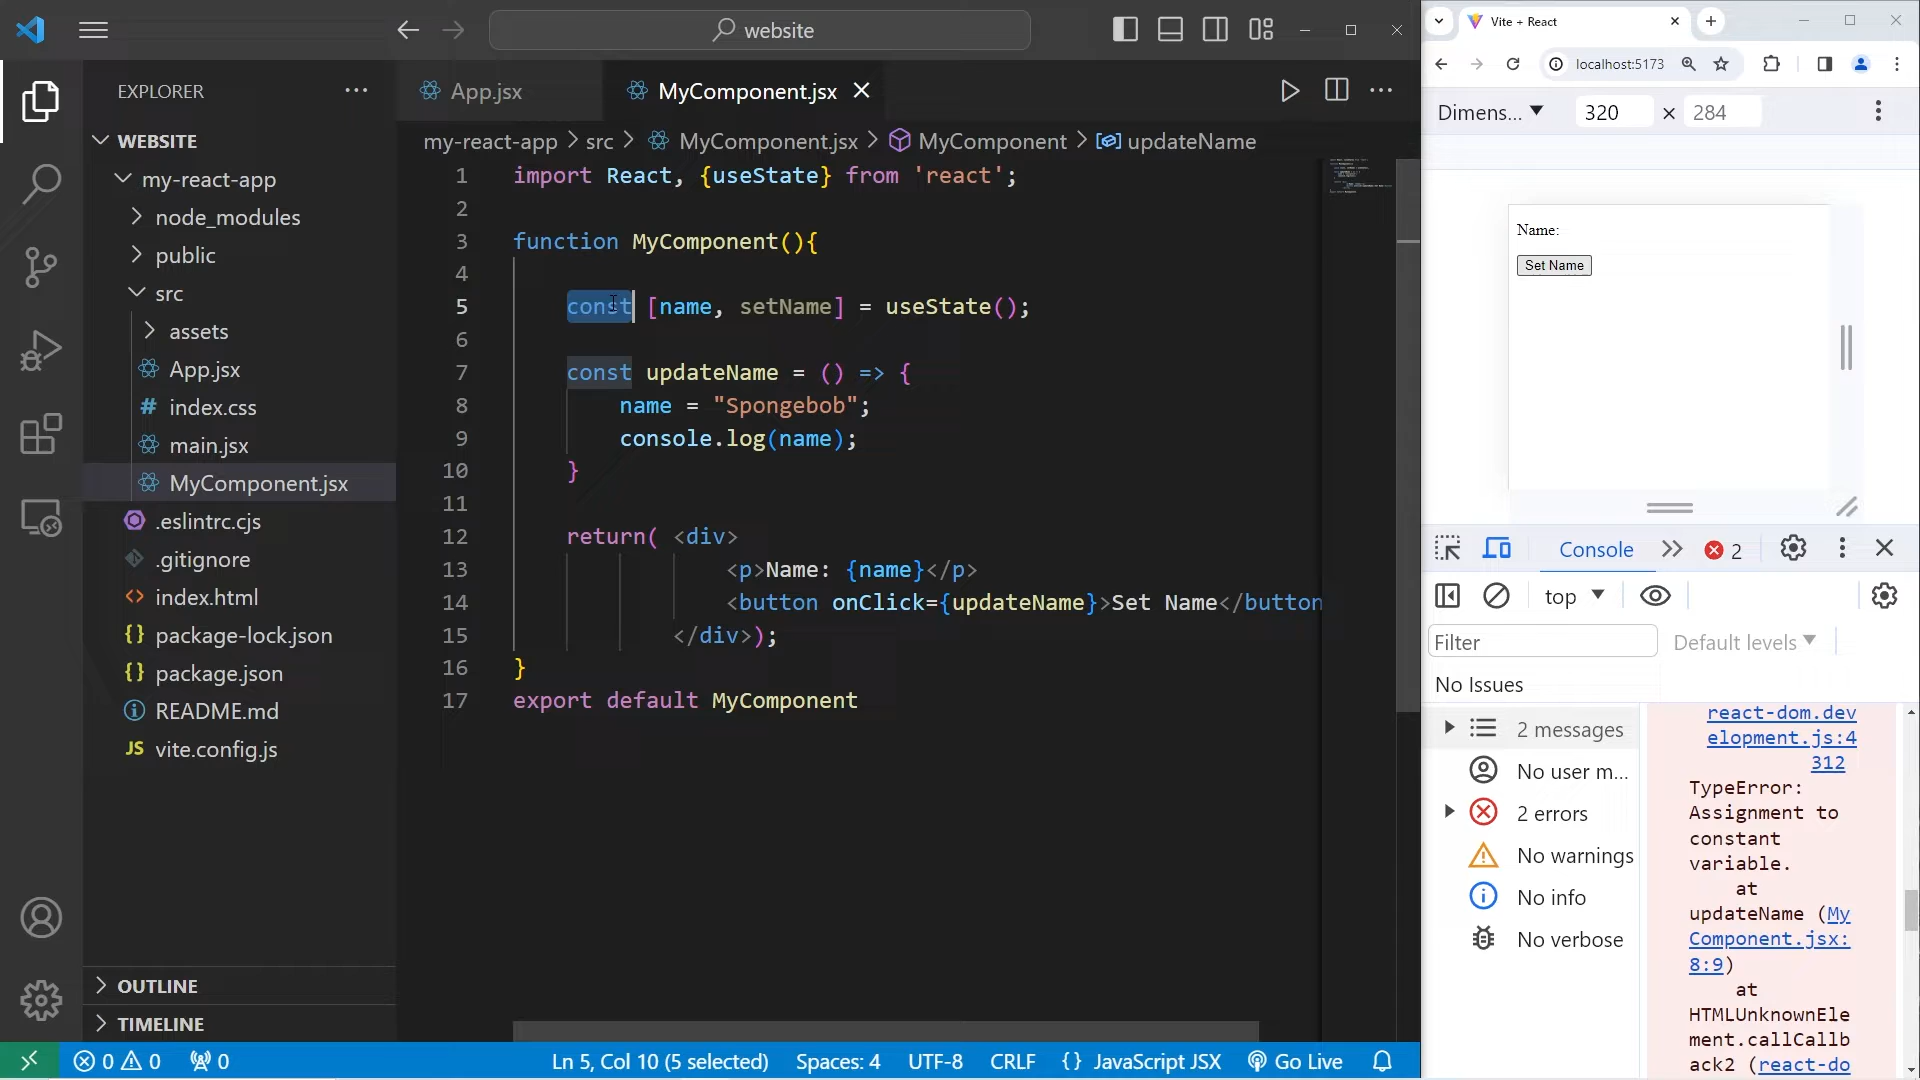 website
EXPLORER
WEBSITE
my-react-app
node_modules
public
src
assets
App.jsx
# index.css
main.jsx
MyComponent.jsx
.eslintrc.cjs
.gitignore
<> index.html
{} package-lock.json
{} package.json
README.md
JS vite.config.js
OUTLINE
TIMELINE
App.jsx
MyComponent.jsx
my-react-app > src > MyComponent.jsx > MyComponent > updateName
1 import React, {useState} from 'react';
2
3 function MyComponent(){
4
5 const [name, setName] = useState();
6
7 const updateName = () => {
8 name = "Spongebob";
9 console.log(name);
10 }
11
12 return( <div>
13 <p>Name: {name}</p>
14 <button onClick={updateName}>Set Name</button
15 </div>);
16 }
17 export default MyComponent
0 0 0
Ln 5, Col 10 (5 selected) Spaces: 4 UTF-8 CRLF {} JavaScript JSX Go Live
Vite + React
localhost:5173
Dimens... 320 × 284
Name:
Set Name
Console 2
top
Filter
Default levels
No Issues
2 messages
No user m...
2 errors
No warnings
No info
No verbose
react-dom.dev
elopment.js:4
312
TypeError:
Assignment to
constant
variable.
at
updateName (My
Component.jsx:
8:9)
at
HTMLUnknownEle
ment.callCallb
ack2 (react-do